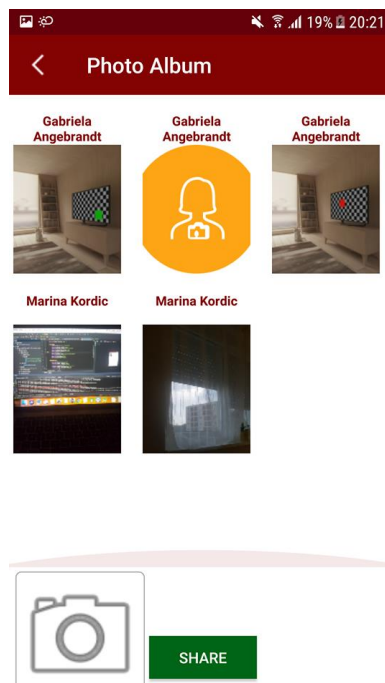 19% 20:21
Photo Album
Gabriela
Angebrandt
Gabriela
Angebrandt
Gabriela
Angebrandt
Marina Kordic
Marina Kordic
SHARE